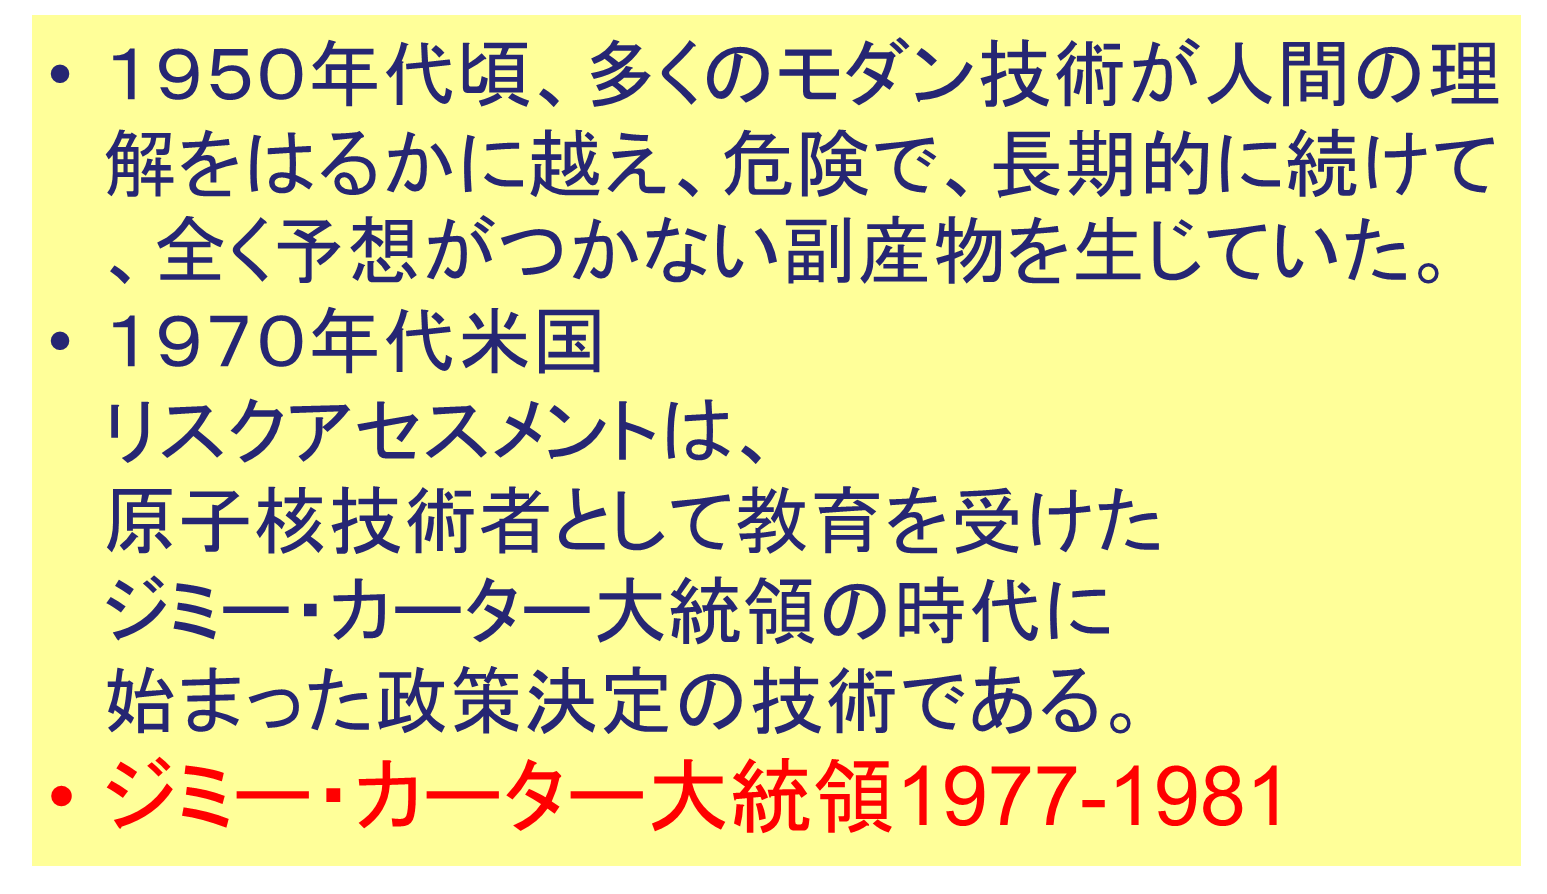 • １９５０年代頃、多くのモダン技術が人間の理
解をはるかに越え、危険で、長期的に続けて
、全く予想がつかない副産物を生じていた。
• １９７０年代米国
リスクアセスメントは、
原子核技術者として教育を受けた
ジミー・カーター大統領の時代に
始まった政策決定の技術である。
• ジミー・カーター大統領1977-1981